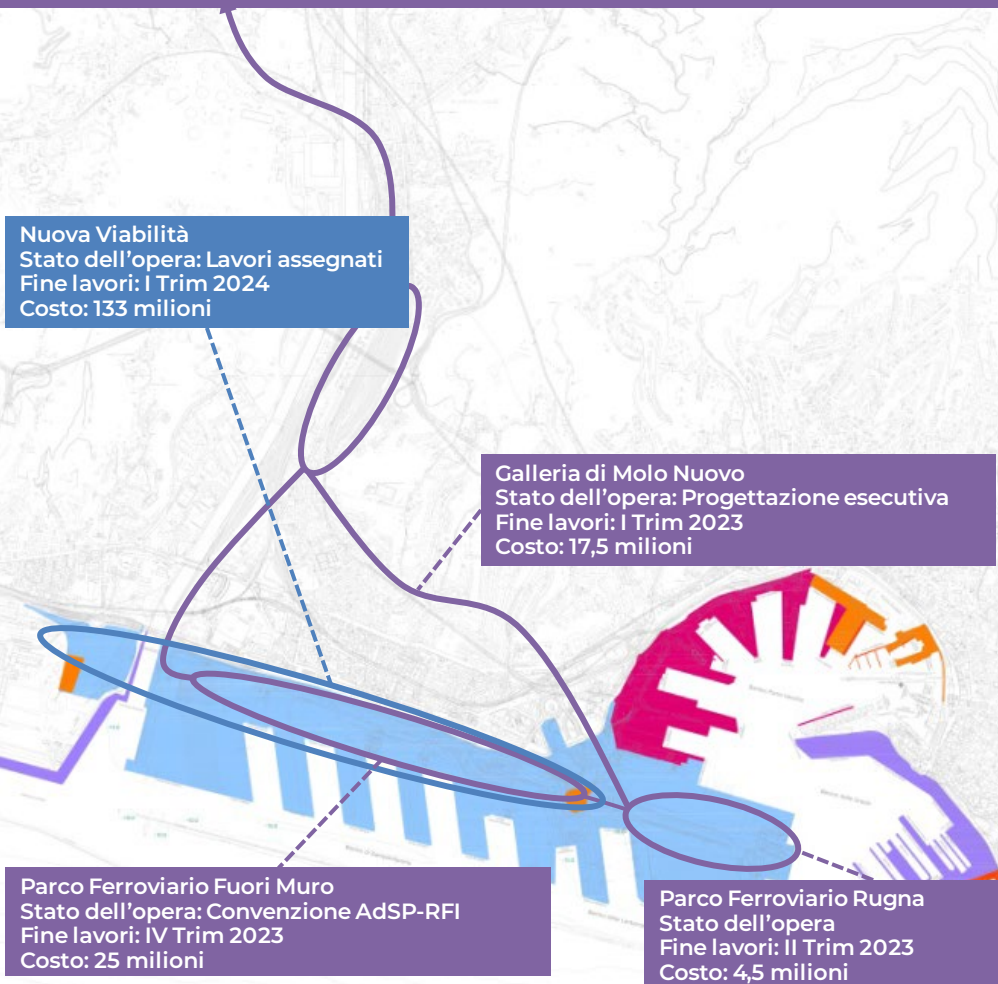 Nuova Viabilità
Stato dell'opera: Lavori assegnati
Fine lavori: I Trim 2024
Costo: 133 milioni
Galleria di Molo Nuovo
Stato dell'opera: Progettazione esecutiva
Fine lavori: I Trim 2023
Costo: 17,5 milioni
Parco Ferroviario Fuori Muro
Stato dell'opera: Convenzione AdSP-RFI
Fine lavori: IV Trim 2023
Costo: 25 milioni
Parco Ferroviario Rugna
Stato dell'opera
Fine lavori: II Trim 2023
Costo: 4,5 milioni